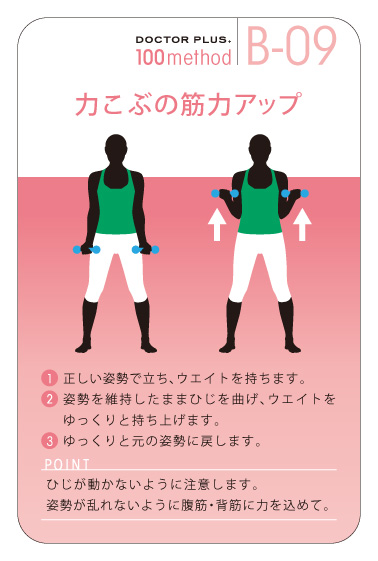 DOCTOR PLUS.
100method
B-09
力こぶの筋力アップ
1 正しい姿勢で立ち、ウエイトを持ちます。
2 姿勢を維持したままひじを曲げ、ウエイトを
ゆっくりと持ち上げます。
3 ゆっくりと元の姿勢に戻します。
POINT
ひじが動かないように注意します。
姿勢が乱れないように腹筋・背筋に力を込めて。